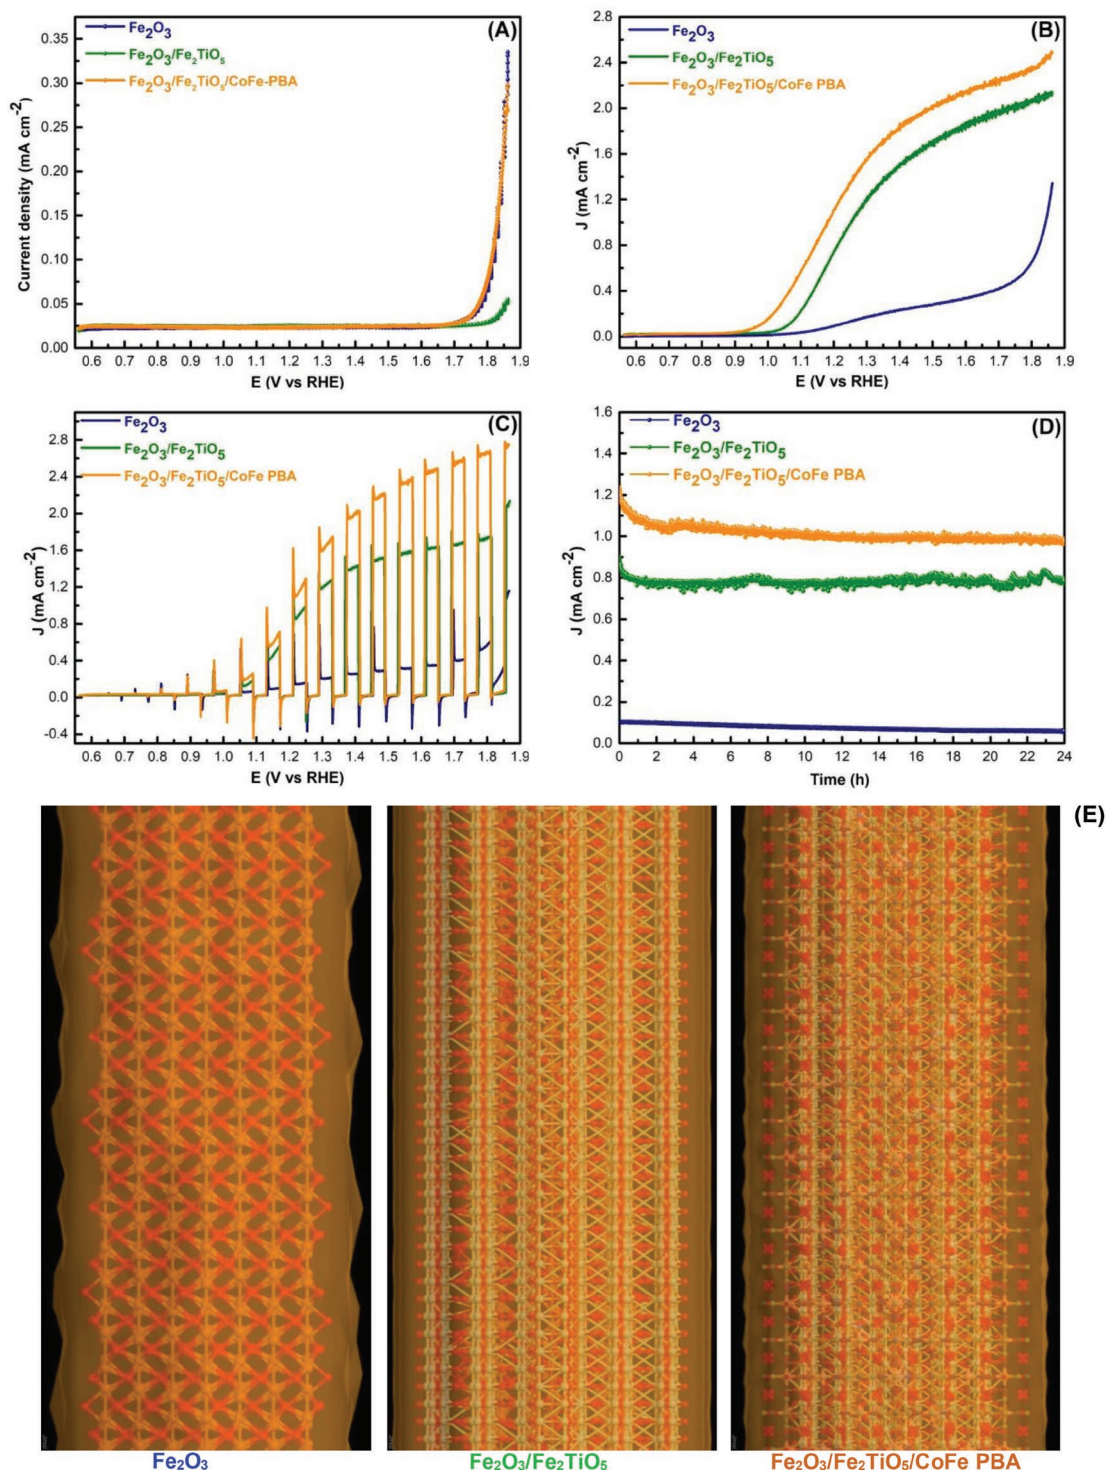 (A)
Fe₂O₃
Fe₂O₃/Fe₂TiO₅
Fe₂O₃/Fe₂TiO₅/CoFe-PBA
Current density (mA cm⁻²)
0.35
0.30
0.25
0.20
0.15
0.10
0.05
0.00
0.6 0.7 0.8 0.9 1.0 1.1 1.2 1.3 1.4 1.5 1.6 1.7 1.8 1.9
E (V vs RHE)
(B)
Fe₂O₃
Fe₂O₃/Fe₂TiO₅
Fe₂O₃/Fe₂TiO₅/CoFe PBA
J (mA cm⁻²)
2.8
2.4
2.0
1.6
1.2
0.8
0.4
0.0
0.6 0.7 0.8 0.9 1.0 1.1 1.2 1.3 1.4 1.5 1.6 1.7 1.8 1.9
E (V vs RHE)
(C)
Fe₂O₃
Fe₂O₃/Fe₂TiO₅
Fe₂O₃/Fe₂TiO₅/CoFe PBA
J (mA cm⁻²)
2.8
2.4
2.0
1.6
1.2
0.8
0.4
0.0
-0.4
0.6 0.7 0.8 0.9 1.0 1.1 1.2 1.3 1.4 1.5 1.6 1.7 1.8 1.9
E (V vs RHE)
(D)
Fe₂O₃
Fe₂O₃/Fe₂TiO₅
Fe₂O₃/Fe₂TiO₅/CoFe PBA
J (mA cm⁻²)
1.6
1.4
1.2
1.0
0.8
0.6
0.4
0.2
0.0
0 2 4 6 8 10 12 14 16 18 20 22 24
Time (h)
(E)
Fe₂O₃
Fe₂O₃/Fe₂TiO₅
Fe₂O₃/Fe₂TiO₅/CoFe PBA